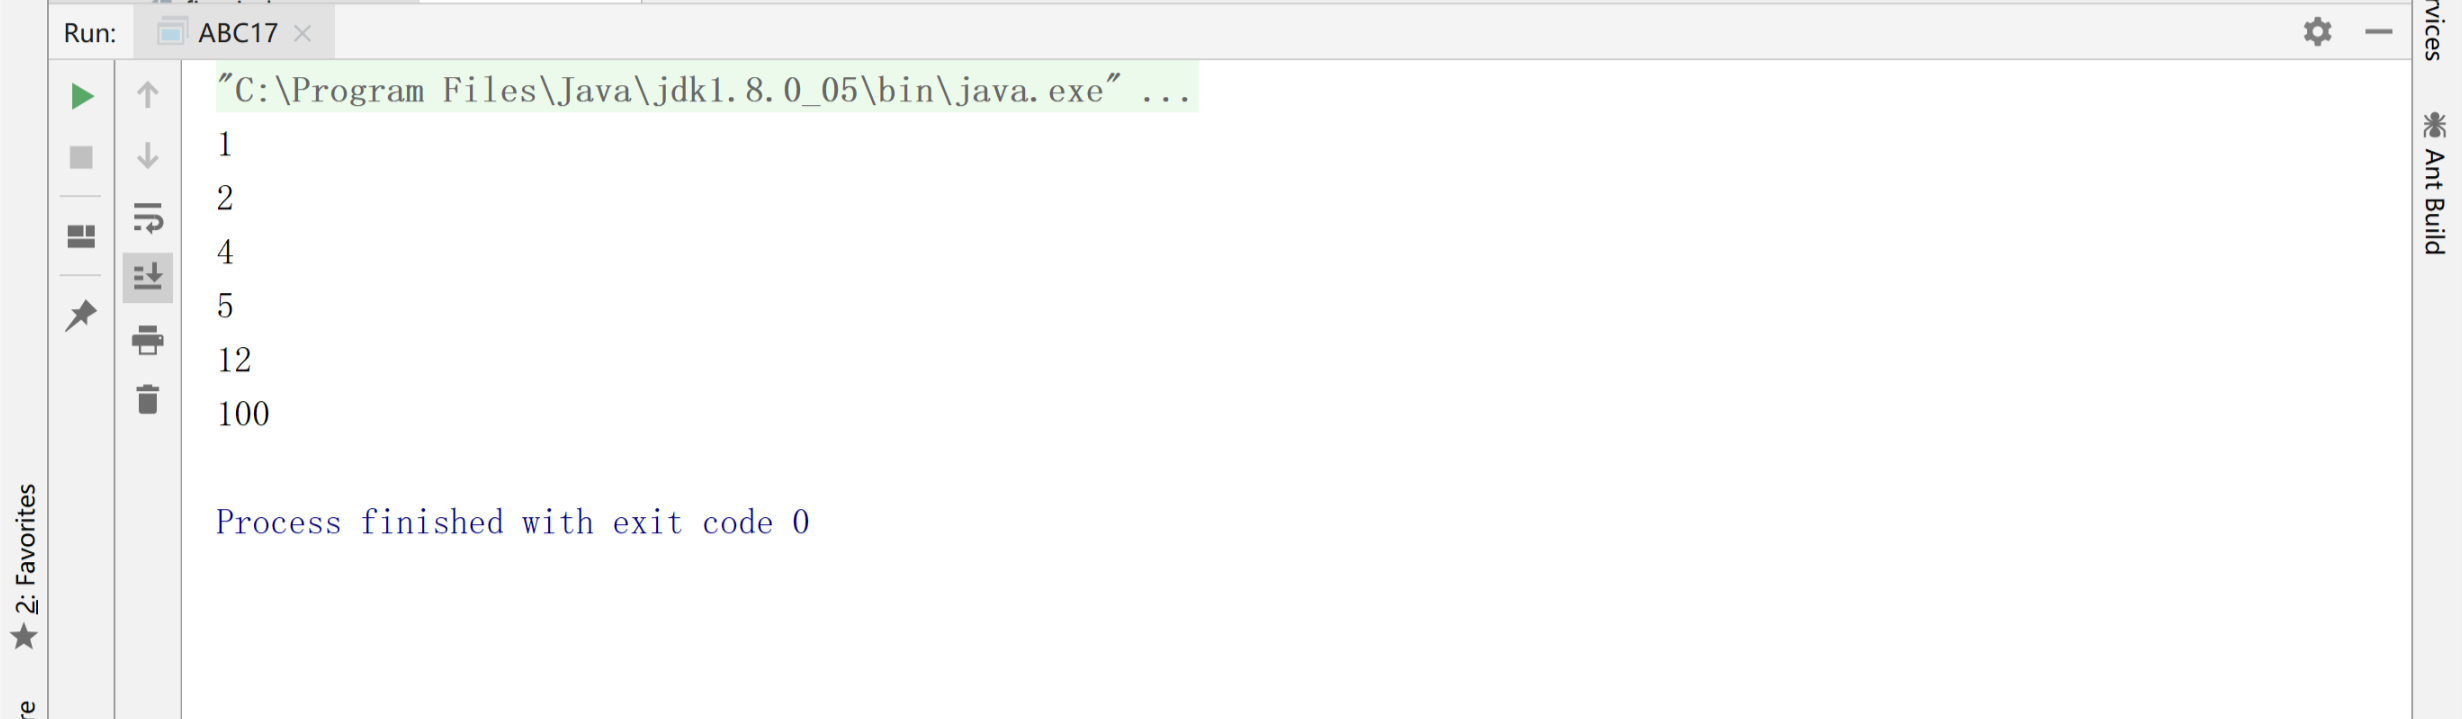 Run: ABC17
"C:\Program Files\Java\jdk1.8.0_05\bin\java.exe" ...
1
2
4
5
12
100
Process finished with exit code 0
2: Favorites
Ant Build